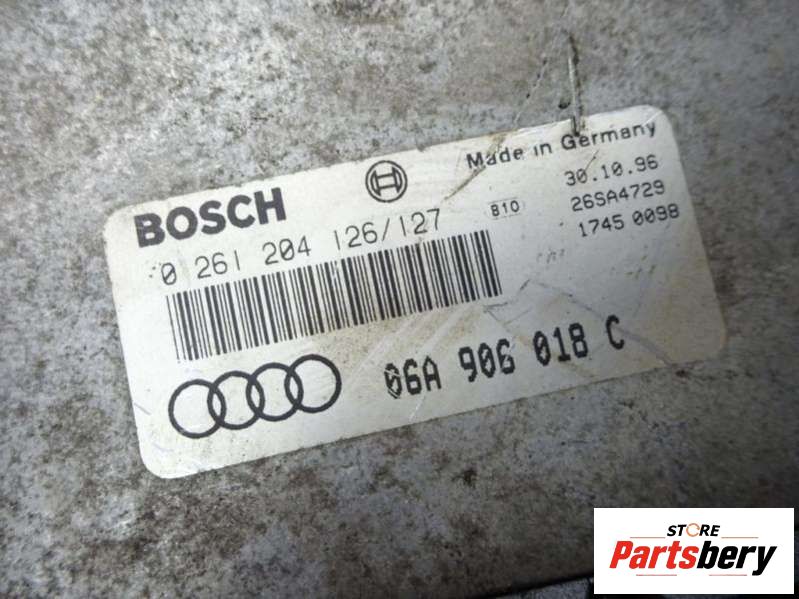 BOSCH
Made in Germany
0 261 204 126/127
B10
30.10.96
26SA4729
1745 0098
06A 906 018 C
STORE
Partsbery